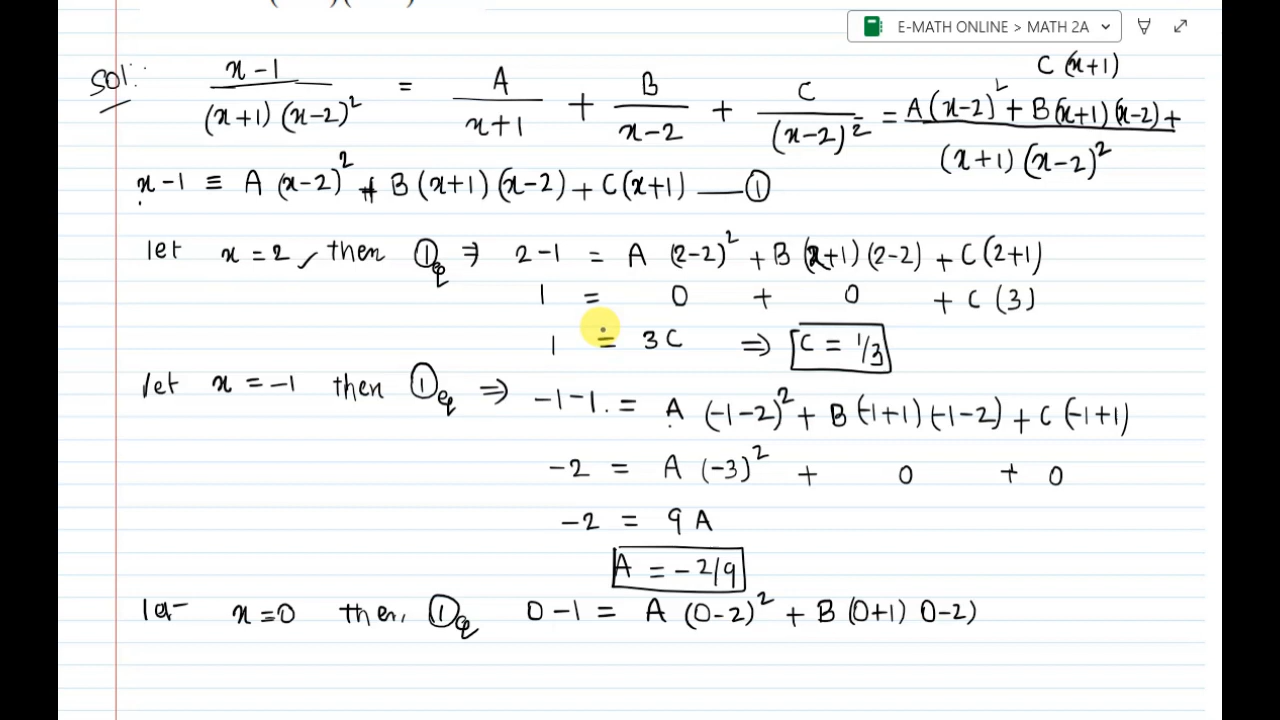 E-MATH ONLINE > MATH 2A
Sol:
x-1 / (x+1)(x-2)² = A / x+1 + B / x-2 + C / (x-2)² = A(x-2)² + B(x+1)(x-2) + C(x+1) / (x+1)(x-2)²
x-1 ≡ A(x-2)² + B(x+1)(x-2) + C(x+1) —— ①
let x = 2, then ①eq ⇒ 2-1 = A(2-2)² + B(2+1)(2-2) + C(2+1)
1 = 0 + 0 + C(3)
1 = 3C ⇒ C = 1/3
let x = -1 then ①eq ⇒ -1-1. = A(-1-2)² + B(-1+1)(-1-2) + C(-1+1)
-2 = A(-3)² + 0 + 0
-2 = 9A
A = -2/9
let x=0 then, ①eq 0-1 = A(0-2)² + B(0+1) 0-2)